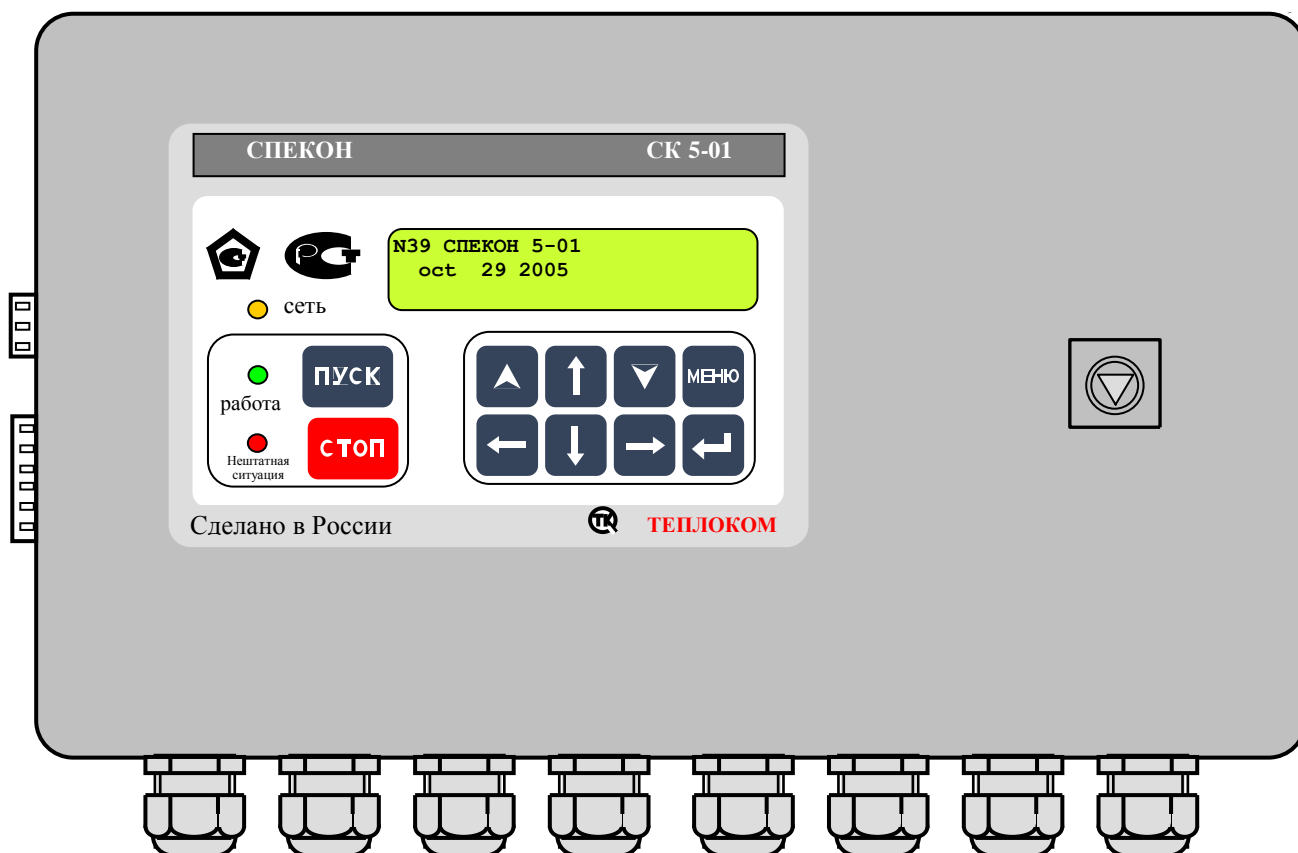 СПЕКОН СК 5-01
N39 СПЕКОН 5-01
oct 29 2005
сеть
ПУСК
работа
СТОП
Нештатная
ситуация
МЕНЮ
Сделано в России
ТК ТЕПЛОКОМ